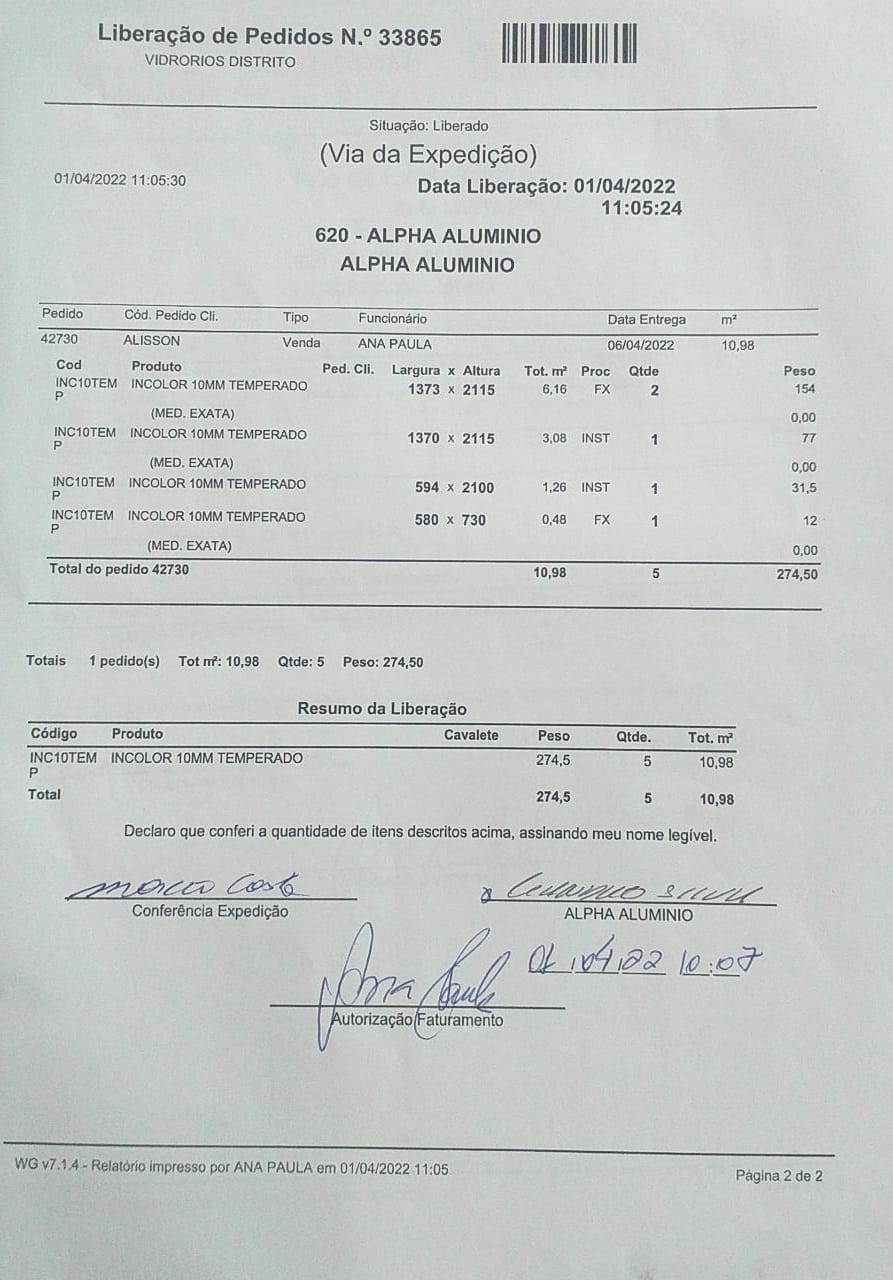 Liberação de Pedidos N.º 33865
VIDRORIOS DISTRITO
Situação: Liberado
(Via da Expedição)
01/04/2022 11:05:30
Data Liberação: 01/04/2022
11:05:24
620 - ALPHA ALUMINIO
ALPHA ALUMINIO
Pedido Cód. Pedido Cli. Tipo Funcionário Data Entrega m²
42730 ALISSON Venda ANA PAULA 06/04/2022 10,98
Cod Produto Ped. Cli. Largura x Altura Tot. m² Proc Qtde Peso
INC10TEM INCOLOR 10MM TEMPERADO 1373 x 2115 6,16 FX 2 154
P
(MED. EXATA) 0,00
INC10TEM INCOLOR 10MM TEMPERADO 1370 x 2115 3,08 INST 1 77
P
(MED. EXATA) 0,00
INC10TEM INCOLOR 10MM TEMPERADO 594 x 2100 1,26 INST 1 31,5
P
INC10TEM INCOLOR 10MM TEMPERADO 580 x 730 0,48 FX 1 12
P
(MED. EXATA) 0,00
Total do pedido 42730 10,98 5 274,50
Totais 1 pedido(s) Tot m²: 10,98 Qtde: 5 Peso: 274,50
Resumo da Liberação
Código Produto Cavalete Peso Qtde. Tot. m²
INC10TEM INCOLOR 10MM TEMPERADO 274,5 5 10,98
P
Total 274,5 5 10,98
Declaro que conferi a quantidade de itens descritos acima, assinando meu nome legível.
Costa
Conferência Expedição ALPHA ALUMINIO
Ana Paula 01/04/22 10:07
Autorização Faturamento
WG v7.1.4 - Relatório impresso por ANA PAULA em 01/04/2022 11:05
Página 2 de 2